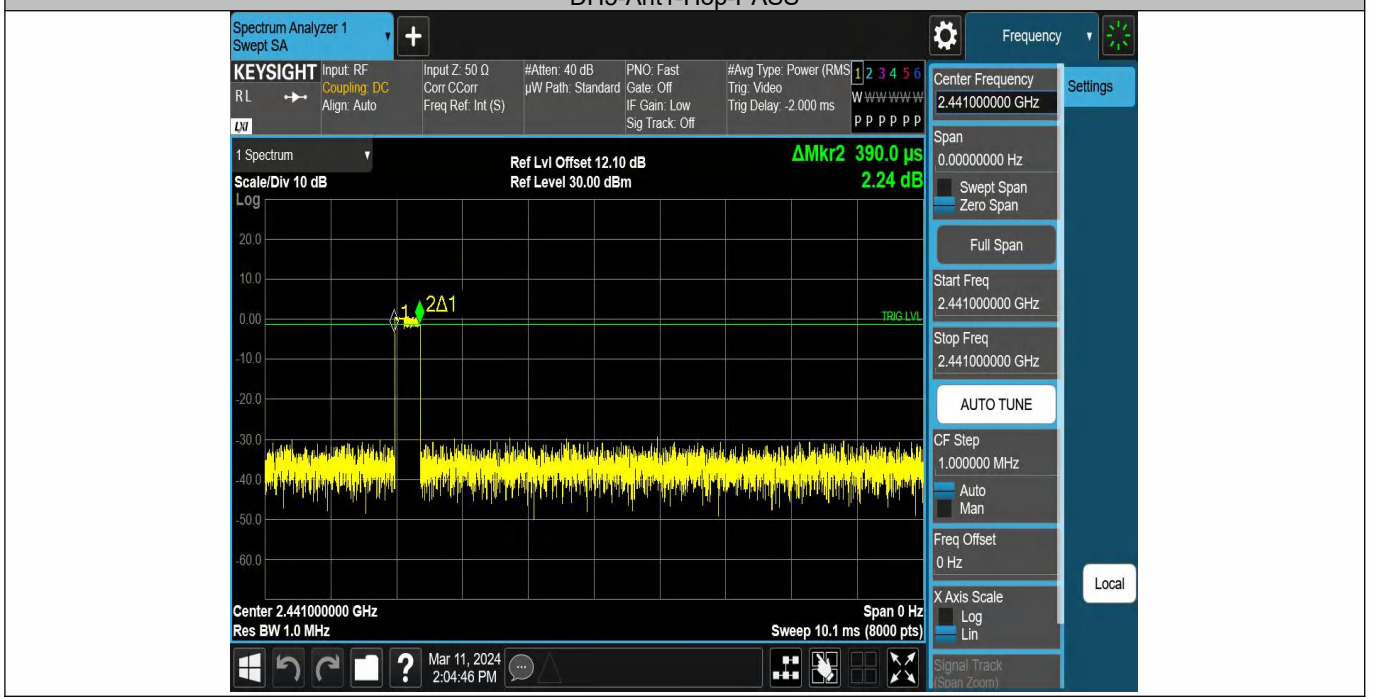 Spectrum Analyzer 1
Swept SA
Frequency
KEYSIGHT
RL
LXI
Input: RF
Coupling: DC
Align: Auto
Input Z: 50 Ω
Corr CCorr
Freq Ref: Int (S)
#Atten: 40 dB
µW Path: Standard
PNO: Fast
Gate: Off
IF Gain: Low
Sig Track: Off
#Avg Type: Power (RMS
Trig: Video
Trig Delay: -2.000 ms
1 2 3 4 5 6
W W W W W W
P P P P P P
1 Spectrum
Scale/Div 10 dB
Ref Lvl Offset 12.10 dB
Ref Level 30.00 dBm
ΔMkr2 390.0 µs
2.24 dB
Log
20.0
10.0
0.00
-10.0
-20.0
-30.0
-40.0
-50.0
-60.0
1
2Δ1
TRIG LVL
Center 2.441000000 GHz
Res BW 1.0 MHz
Span 0 Hz
Sweep 10.1 ms (8000 pts)
Mar 11, 2024
2:04:46 PM
Center Frequency
2.441000000 GHz
Span
0.00000000 Hz
Swept Span
Zero Span
Full Span
Start Freq
2.441000000 GHz
Stop Freq
2.441000000 GHz
AUTO TUNE
CF Step
1.000000 MHz
Auto
Man
Freq Offset
0 Hz
X Axis Scale
Log
Lin
Signal Track
(Span Zoom)
Settings
Local